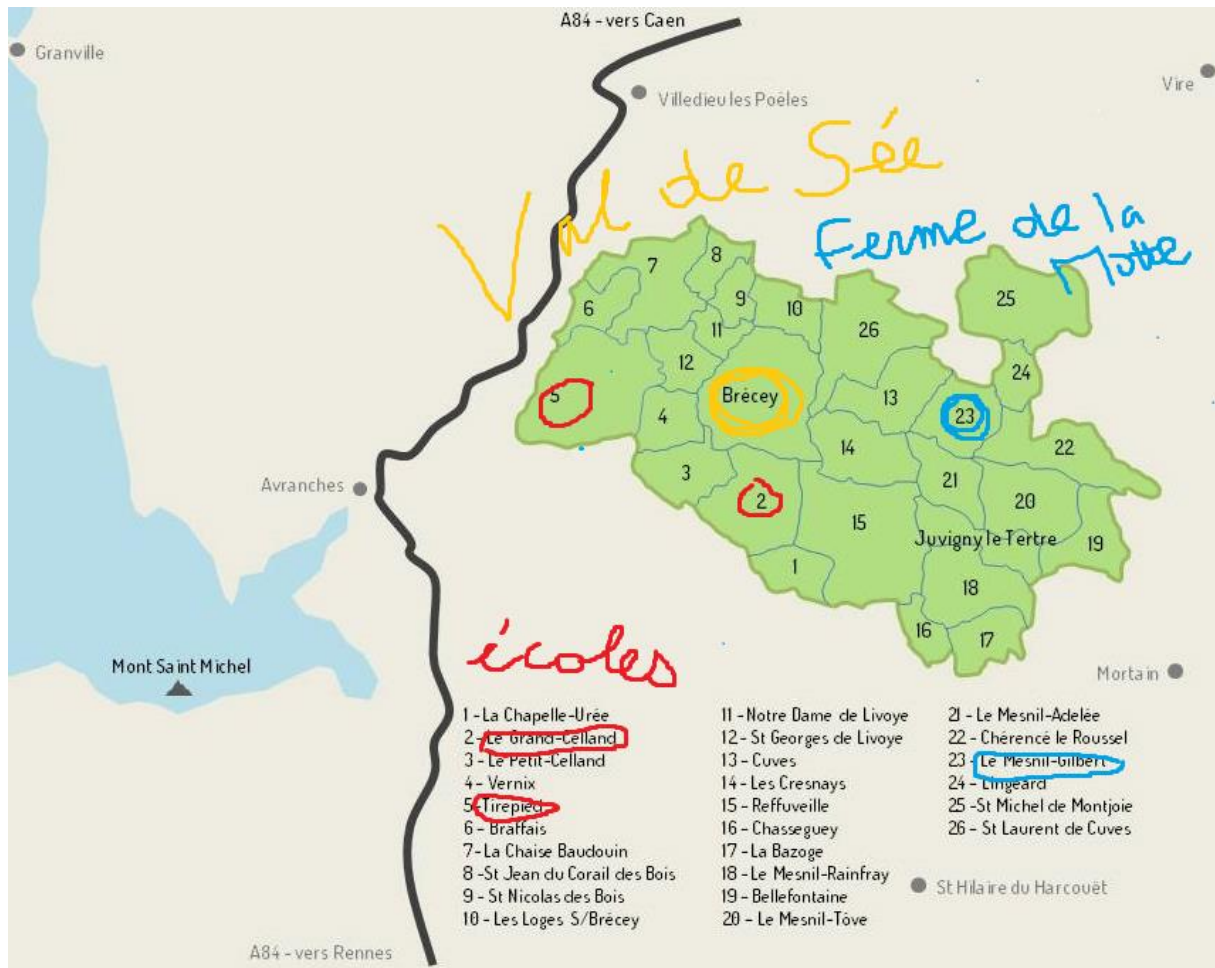 A84 - vers Caen
Granville
Vire
Villedieu les Poêles
Val de Sée
Ferme de la
Motte
8
7
25
9
6
10
11
26
12
24
5
Brécey
13
23
4
22
14
3
21
Avranches
2
20
15
Juvigny le Tertre
19
1
18
16
17
écoles
Mont Saint Michel
Mortain
1 - La Chapelle-Urée
2 - Le Grand-Celland
3 - Le Petit-Celland
4 - Vernix
5 - Tirepied
6 - Braffais
7 - La Chaise Baudouin
8 - St Jean du Corail des Bois
9 - St Nicolas des Bois
10 - Les Loges S/Brécey
11 - Notre Dame de Livoye
12 - St Georges de Livoye
13 - Cuves
14 - Les Cresnays
15 - Reffuveille
16 - Chasseguey
17 - La Bazoge
18 - Le Mesnil-Rainfray
19 - Bellefontaine
20 - Le Mesnil-Tôve
21 - Le Mesnil-Adelée
22 - Chérencé le Roussel
23 - Le Mesnil-Gilbert
24 - Lingeard
25 - St Michel de Montjoie
26 - St Laurent de Cuves
St Hilaire du Harcouët
A84 - vers Rennes